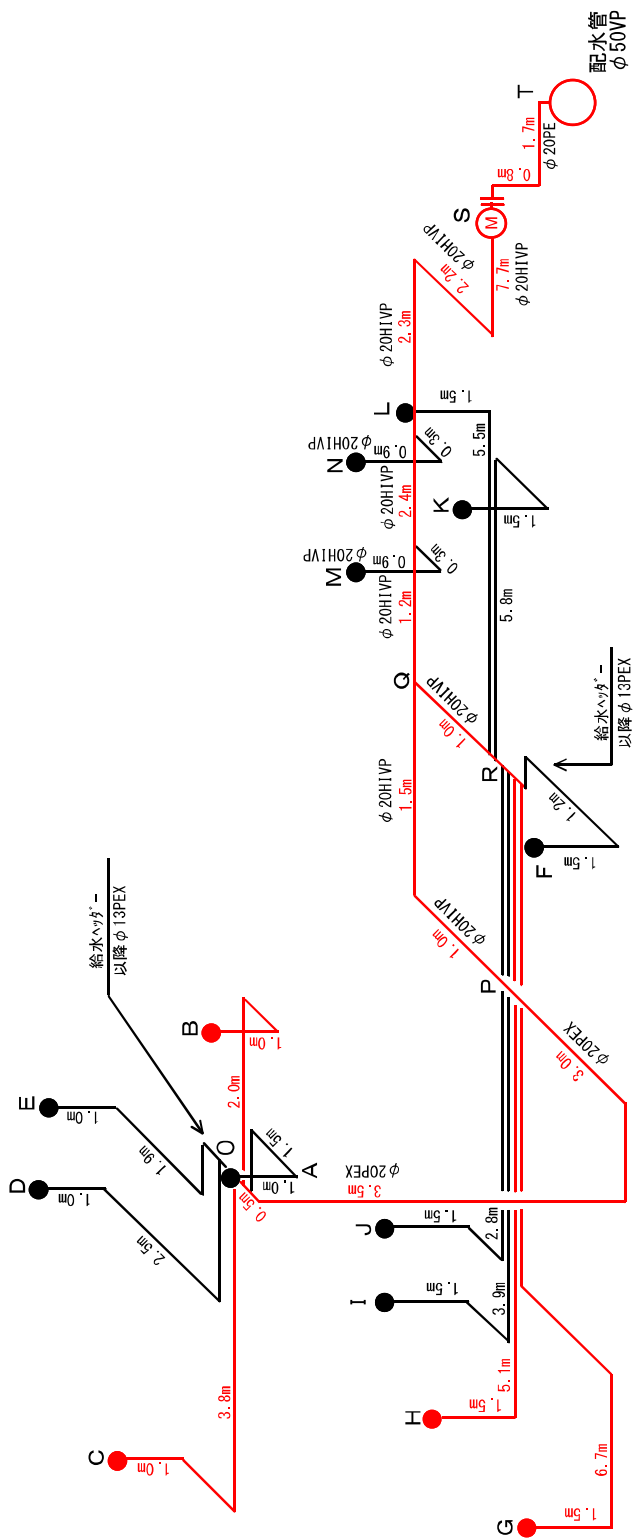 配水管
φ50VP
T
1.7m
φ20PE
0.8m
S
M
7.7m
φ20HIVP
φ20HIVP
2.2m
φ20HIVP
2.3m
L
1.5m
5.5m
N
φ20HIVP
0.9m
0.3m
φ20HIVP
2.4m
K
1.5m
5.8m
M
φ20HIVP
0.9m
0.3m
φ20HIVP
1.2m
Q
φ20HIVP
1.0m
R
給水ヘッダー
以降φ13PEX
1.2m
F
1.5m
φ20HIVP
1.5m
φ20HIVP
1.0m
P
φ20PEX
3.0m
φ20PEX
3.5m
給水ヘッダー
以降φ13PEX
B
1.0m
2.0m
E
1.0m
1.9m
O
0.5m
A
1.0m
1.5m
D
1.0m
2.5m
J
1.5m
2.8m
I
1.5m
3.9m
C
1.0m
3.8m
H
1.5m
5.1m
G
1.5m
6.7m